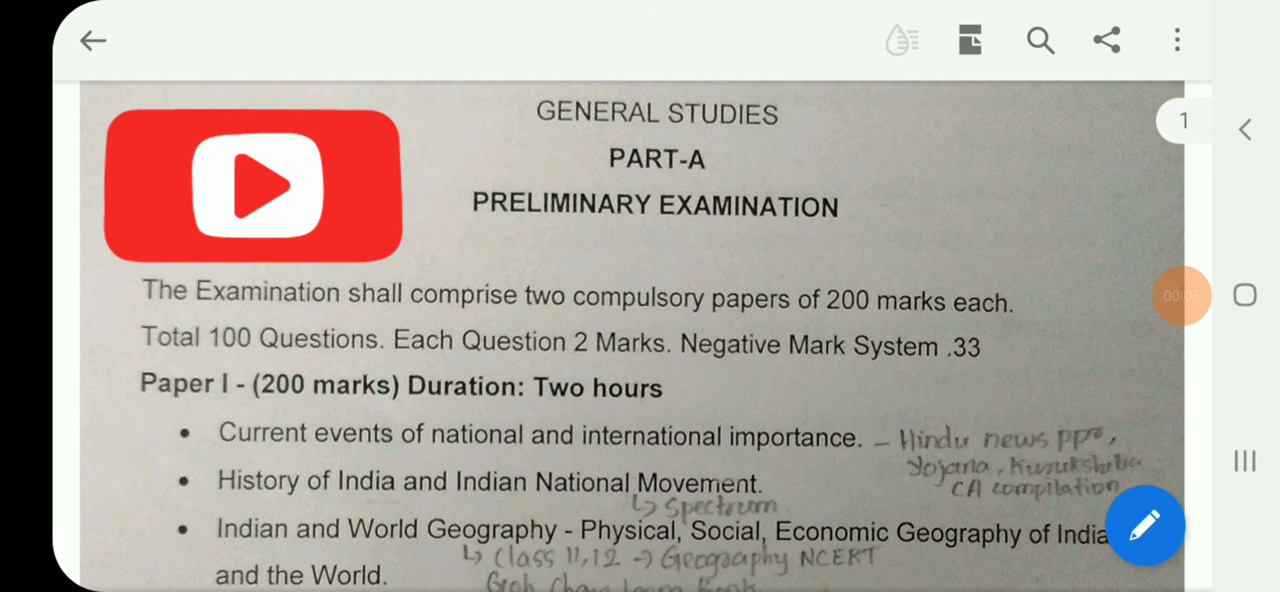 1
GENERAL STUDIES
PART-A
PRELIMINARY EXAMINATION
The Examination shall comprise two compulsory papers of 200 marks each.
00:05
Total 100 Questions. Each Question 2 Marks. Negative Mark System .33
Paper I - (200 marks) Duration: Two hours
• Current events of national and international importance. – Hindu news
Yojana,
CA compilation
• History of India and Indian National Movement.
↳ Spectrum
• Indian and World Geography - Physical, Social, Economic Geography of India
↳ Class 11,12 → Geography NCERT
and the World.